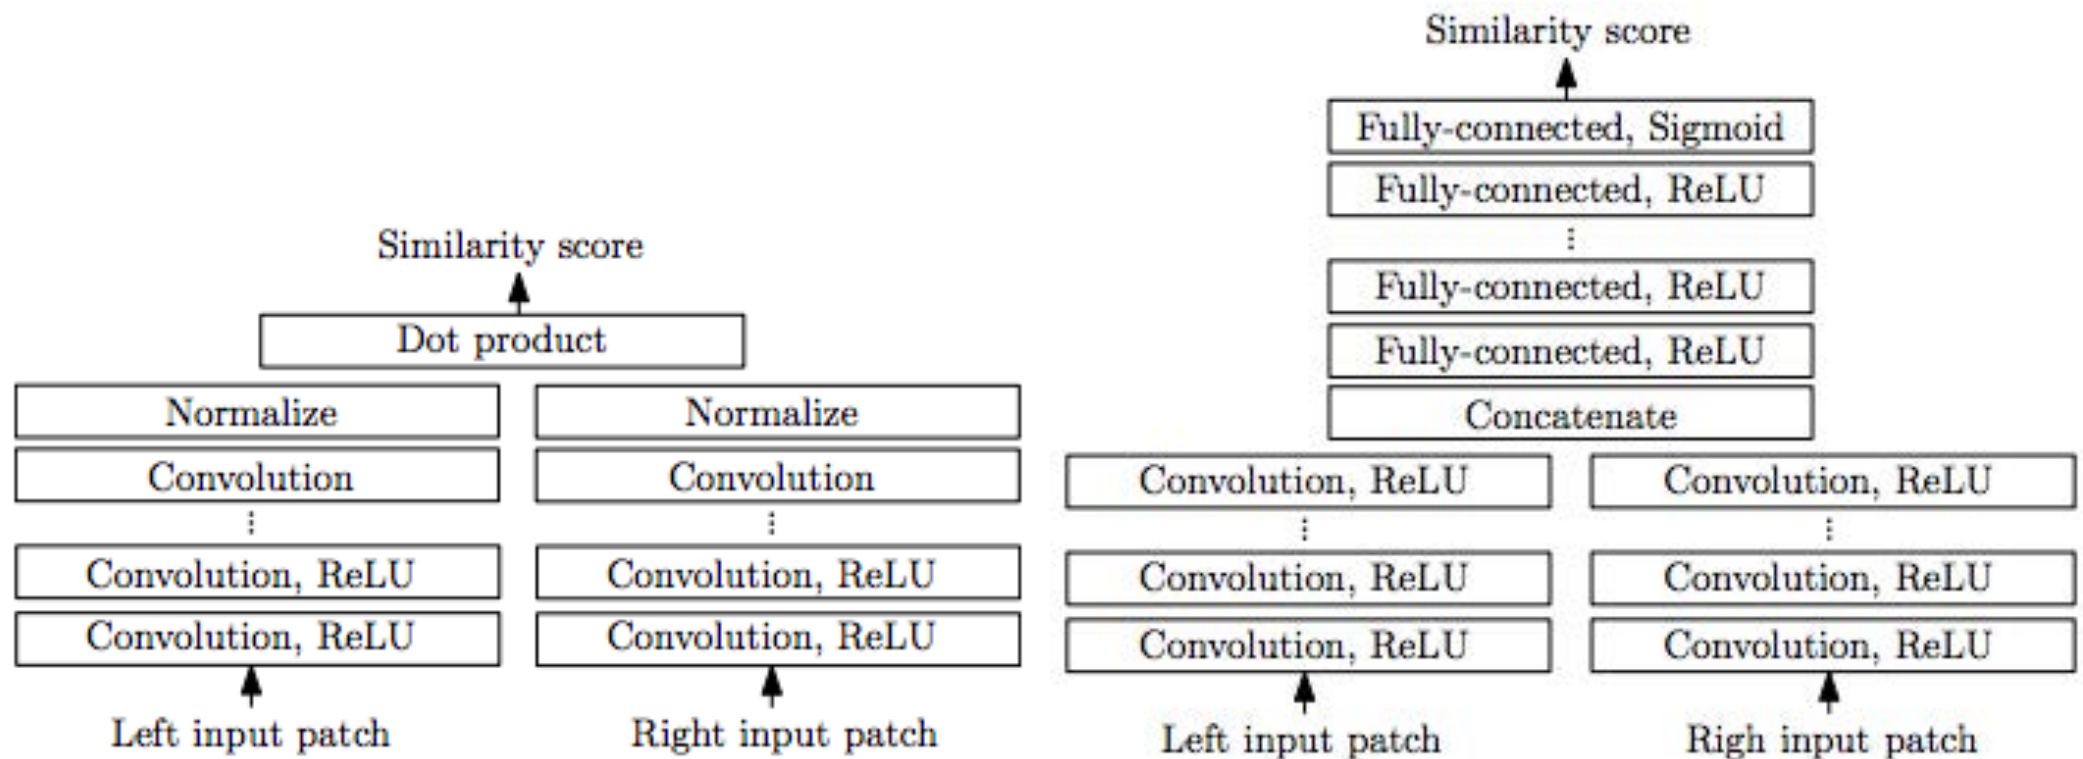 Similarity score
Dot product
Normalize
Normalize
Convolution
Convolution
⋮
⋮
Convolution, ReLU
Convolution, ReLU
Convolution, ReLU
Convolution, ReLU
Left input patch
Right input patch
Similarity score
Fully-connected, Sigmoid
Fully-connected, ReLU
⋮
Fully-connected, ReLU
Fully-connected, ReLU
Concatenate
Convolution, ReLU
Convolution, ReLU
⋮
⋮
Convolution, ReLU
Convolution, ReLU
Convolution, ReLU
Convolution, ReLU
Left input patch
Righ input patch